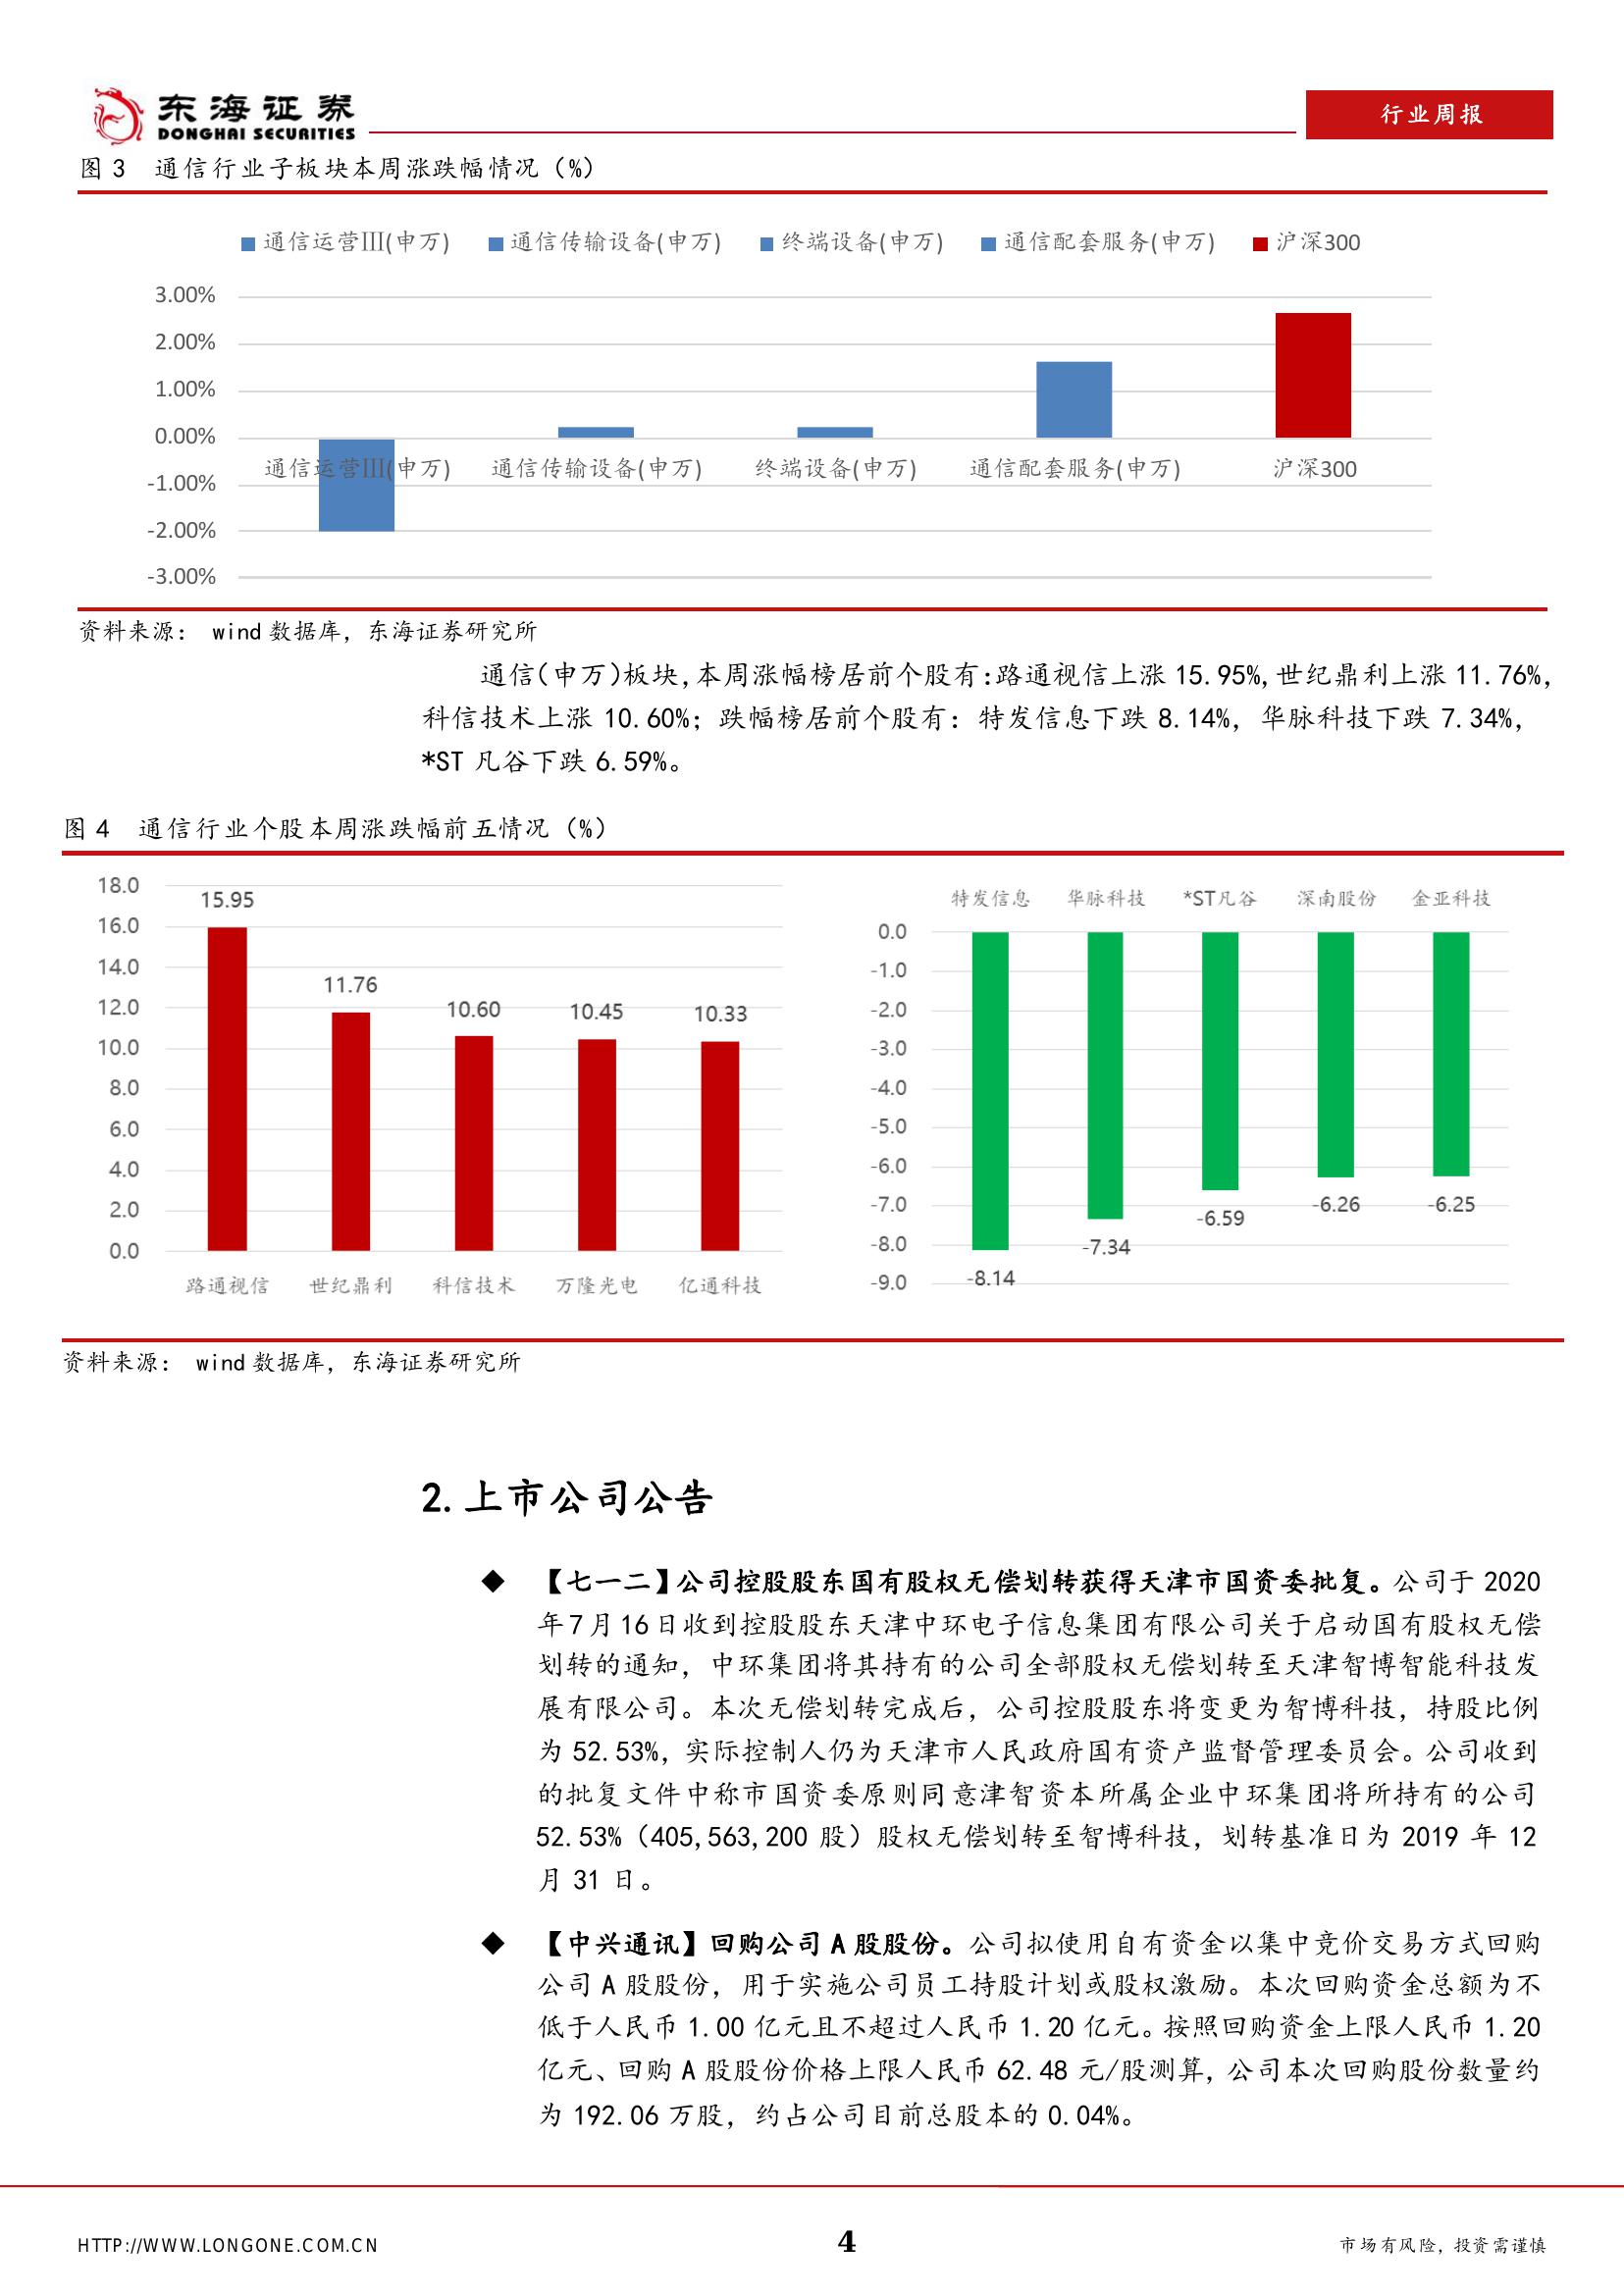 东海证券
DONGHAI SECURITIES
行业周报
图 3 通信行业子板块本周涨跌幅情况（%）
通信运营III(申万) 通信传输设备(申万) 终端设备(申万) 通信配套服务(申万) 沪深300
3.00%
2.00%
1.00%
0.00%
-1.00%
-2.00%
-3.00%
通信运营III(申万) 通信传输设备(申万) 终端设备(申万) 通信配套服务(申万) 沪深300
资料来源： wind 数据库，东海证券研究所
通信(申万)板块,本周涨幅榜居前个股有:路通视信上涨 15.95%,世纪鼎利上涨 11.76%,
科信技术上涨 10.60%；跌幅榜居前个股有：特发信息下跌 8.14%，华脉科技下跌 7.34%，
*ST 凡谷下跌 6.59%。
图 4 通信行业个股本周涨跌幅前五情况（%）
18.0
16.0
14.0
12.0
10.0
8.0
6.0
4.0
2.0
0.0
15.95
11.76
10.60
10.45
10.33
路通视信 世纪鼎利 科信技术 万隆光电 亿通科技
特发信息 华脉科技 *ST凡谷 深南股份 金亚科技
0.0
-1.0
-2.0
-3.0
-4.0
-5.0
-6.0
-7.0
-8.0
-9.0
-8.14
-7.34
-6.59
-6.26
-6.25
资料来源： wind 数据库，东海证券研究所
2.上市公司公告
◆ 【七一二】公司控股股东国有股权无偿划转获得天津市国资委批复。公司于 2020
年7月16日收到控股股东天津中环电子信息集团有限公司关于启动国有股权无偿
划转的通知，中环集团将其持有的公司全部股权无偿划转至天津智博智能科技发
展有限公司。本次无偿划转完成后，公司控股股东将变更为智博科技，持股比例
为 52.53%，实际控制人仍为天津市人民政府国有资产监督管理委员会。公司收到
的批复文件中称市国资委原则同意津智资本所属企业中环集团将所持有的公司
52.53%（405,563,200 股）股权无偿划转至智博科技，划转基准日为 2019 年 12
月 31 日。
◆ 【中兴通讯】回购公司 A 股股份。公司拟使用自有资金以集中竞价交易方式回购
公司 A 股股份，用于实施公司员工持股计划或股权激励。本次回购资金总额为不
低于人民币 1.00 亿元且不超过人民币 1.20 亿元。按照回购资金上限人民币 1.20
亿元、回购 A 股股份价格上限人民币 62.48 元/股测算，公司本次回购股份数量约
为 192.06 万股，约占公司目前总股本的 0.04%。
HTTP://WWW.LONGONE.COM.CN
4
市场有风险，投资需谨慎